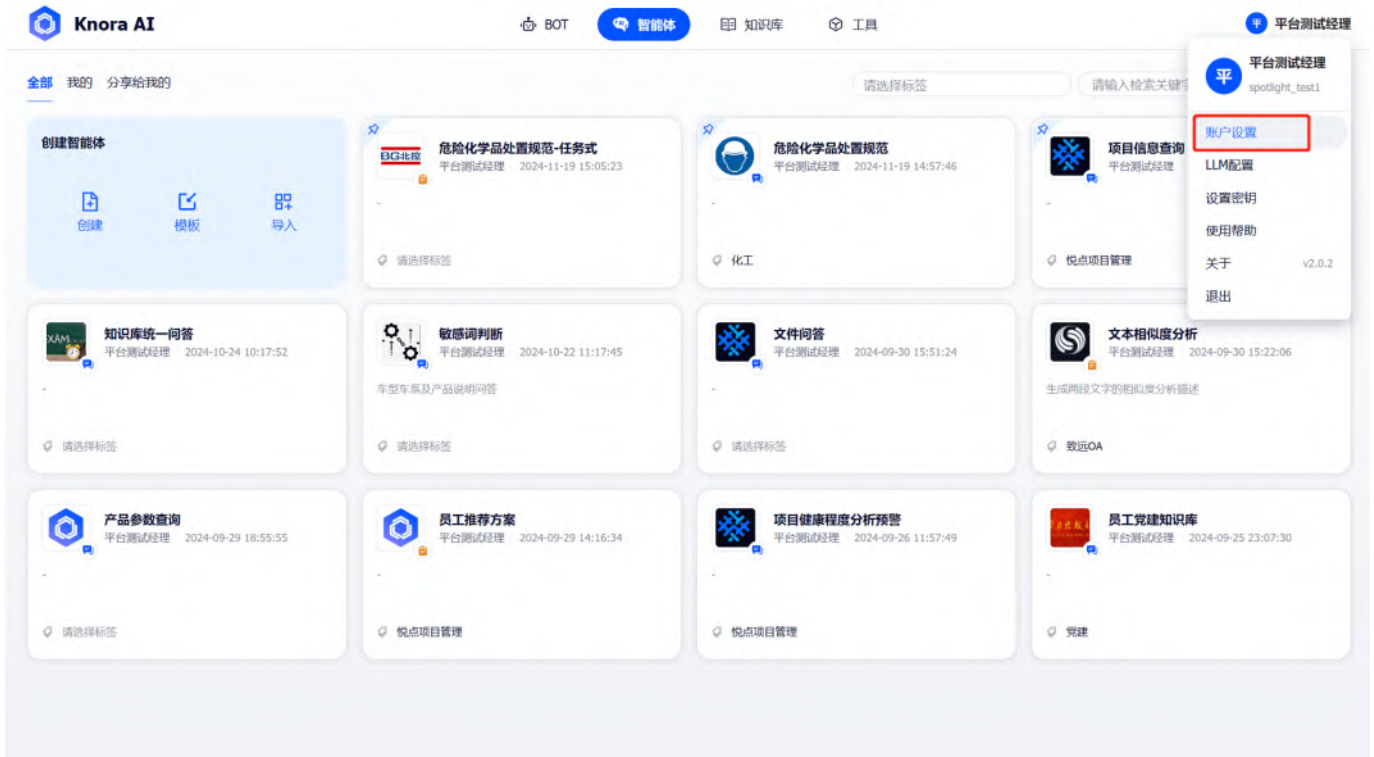 Knora AI
BOT
智能体
知识库
工具
平 平台测试经理
全部 我的 分享给我的
请选择标签
请输入检索关键字
平
平台测试经理
spotlight_test1
账户设置
LLM配置
设置密钥
使用帮助
关于 v2.0.2
退出
创建智能体
创建 模板 导入
BG北控
危险化学品处置规范-任务式
平台测试经理 2024-11-19 15:05:23
-
请选择标签
危险化学品处置规范
平台测试经理 2024-11-19 14:57:46
-
化工
项目信息查询
平台测试经理
-
悦点项目管理
EXAM
知识库统一问答
平台测试经理 2024-10-24 10:17:52
-
请选择标签
敏感词判断
平台测试经理 2024-10-22 11:17:45
车型车系及产品说明问答
请选择标签
文件问答
平台测试经理 2024-09-30 15:51:24
-
请选择标签
文本相似度分析
平台测试经理 2024-09-30 15:22:06
生成两段文字的相似度分析描述
致远OA
产品参数查询
平台测试经理 2024-09-29 18:55:55
-
请选择标签
员工推荐方案
平台测试经理 2024-09-29 14:16:34
-
悦点项目管理
项目健康程度分析预警
平台测试经理 2024-09-26 11:57:49
-
悦点项目管理
员工党建知识库
平台测试经理 2024-09-25 23:07:30
-
党建